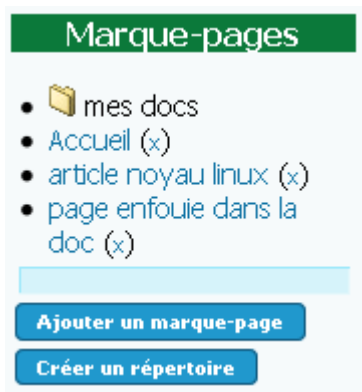 Marque-pages
mes docs
Accueil (x)
article noyau linux (x)
page enfouie dans la
doc (x)
Ajouter un marque-page
Créer un répertoire